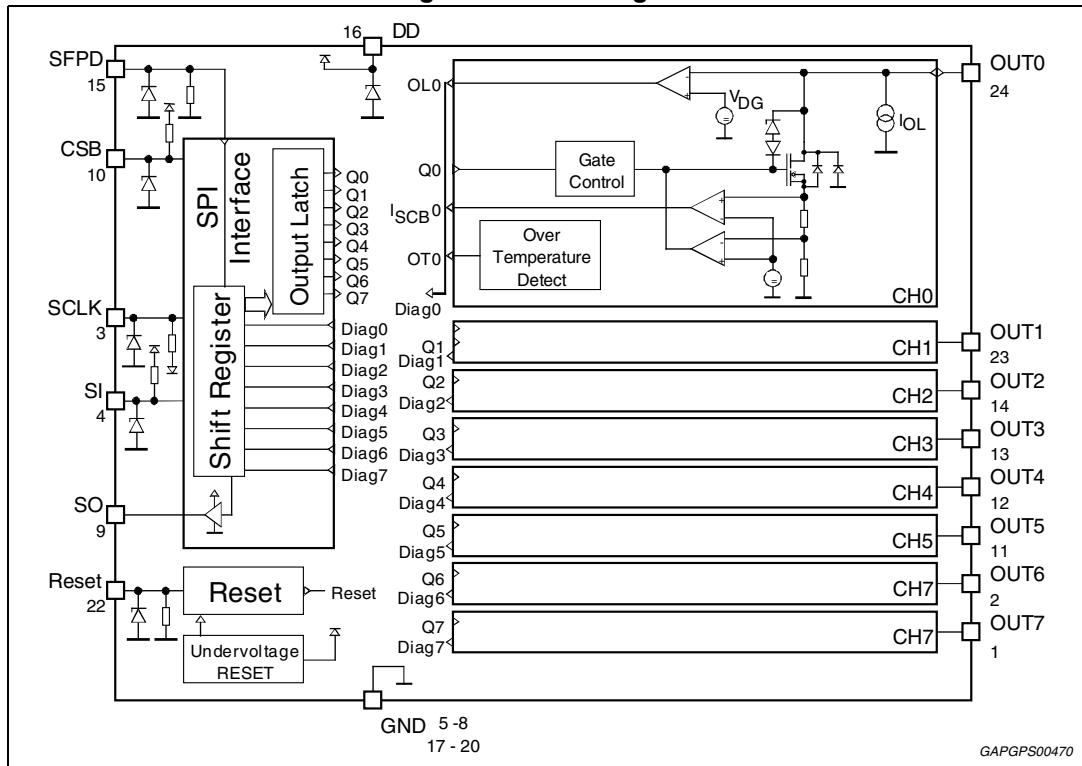 16 DD
SFPD
15
CSB
10
SPI
Interface
Output Latch
Q0
Q1
Q2
Q3
Q4
Q5
Q6
Q7
SCLK
3
SI
4
Shift Register
Diag0
Diag1
Diag2
Diag3
Diag4
Diag5
Diag6
Diag7
SO
9
Reset
22
Reset
Reset
Undervoltage
RESET
GND 5 -8
17 - 20
OL0
VDG
IOL
OUT0
24
Q0
Gate
Control
ISCB0
OT0
Over
Temperature
Detect
Diag0
CH0
Q1
Diag1
CH1
OUT1
23
Q2
Diag2
CH2
OUT2
14
Q3
Diag3
CH3
OUT3
13
Q4
Diag4
CH4
OUT4
12
Q5
Diag5
CH5
OUT5
11
Q6
Diag6
CH7
OUT6
2
Q7
Diag7
CH7
OUT7
1
GAPGPS00470